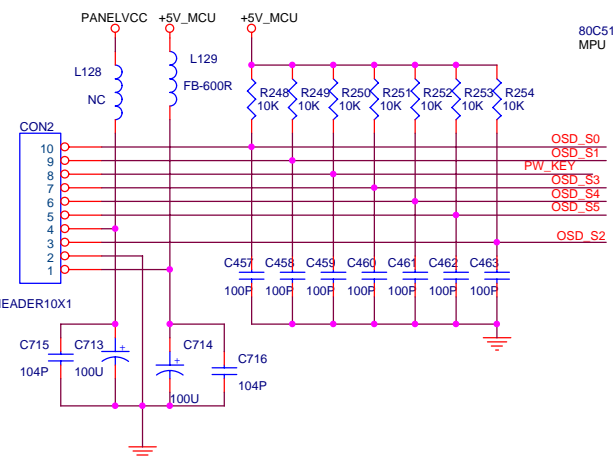 PANELVCC +5V_MCU +5V_MCU
80C51
MPU
L128
NC
L129
FB-600R
R248 R249 R250 R251 R252 R253 R254
10K 10K 10K 10K 10K 10K 10K
CON2
10
9
8
7
6
5
4
3
2
1
HEADER10X1
OSD_S0
OSD_S1
PW_KEY
OSD_S3
OSD_S4
OSD_S5
OSD_S2
C457 C458 C459 C460 C461 C462 C463
100P 100P 100P 100P 100P 100P 100P
C715
104P
C713
100U
+
C714
100U
+
C716
104P